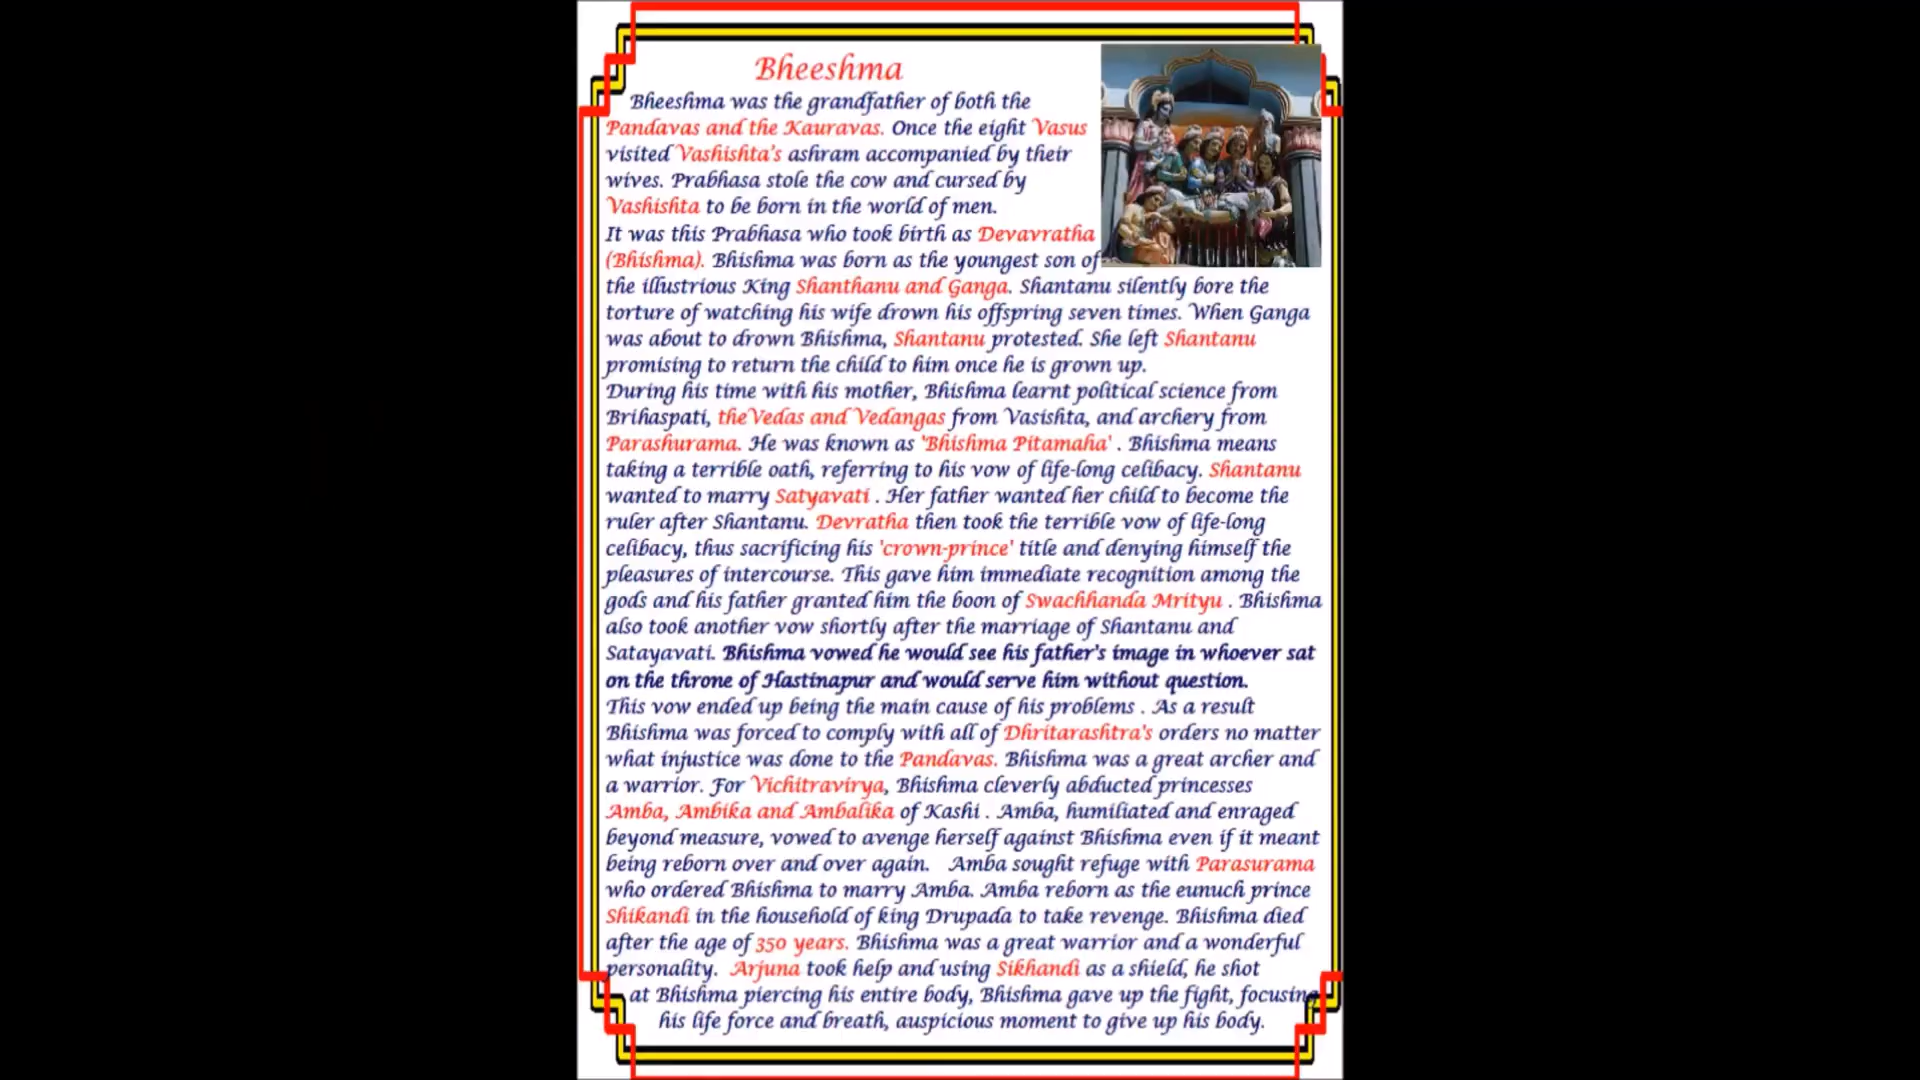 Bheeshma
Bheeshma was the grandfather of both the
Pandavas and the Kauravas. Once the eight Vasus
visited Vashishta's ashram accompanied by their
wives. Prabhasa stole the cow and cursed by
Vashishta to be born in the world of men.
It was this Prabhasa who took birth as Devavratha
(Bhishma). Bhishma was born as the youngest son of
the illustrious King Shanthanu and Ganga. Shantanu silently bore the
torture of watching his wife drown his offspring seven times. When Ganga
was about to drown Bhishma, Shantanu protested. She left Shantanu
promising to return the child to him once he is grown up.
During his time with his mother, Bhishma learnt political science from
Brihaspati, theVedas and Vedangas from Vasishta, and archery from
Parashurama. He was known as 'Bhishma Pitamaha' . Bhishma means
taking a terrible oath, referring to his vow of life-long celibacy. Shantanu
wanted to marry Satyavati . Her father wanted her child to become the
ruler after Shantanu. Devratha then took the terrible vow of life-long
celibacy, thus sacrificing his 'crown-prince' title and denying himself the
pleasures of intercourse. This gave him immediate recognition among the
gods and his father granted him the boon of Swachhanda Mrityu . Bhishma
also took another vow shortly after the marriage of Shantanu and
Satayavati. Bhishma vowed he would see his father's image in whoever sat
on the throne of Hastinapur and would serve him without question.
This vow ended up being the main cause of his problems . As a result
Bhishma was forced to comply with all of Dhritarashtra's orders no matter
what injustice was done to the Pandavas. Bhishma was a great archer and
a warrior. For Vichitravirya, Bhishma cleverly abducted princesses
Amba, Ambika and Ambalika of Kashi . Amba, humiliated and enraged
beyond measure, vowed to avenge herself against Bhishma even if it meant
being reborn over and over again. Amba sought refuge with Parasurama
who ordered Bhishma to marry Amba. Amba reborn as the eunuch prince
Shikandi in the household of king Drupada to take revenge. Bhishma died
after the age of 350 years. Bhishma was a great warrior and a wonderful
personality. Arjuna took help and using Sikhandi as a shield, he shot
at Bhishma piercing his entire body, Bhishma gave up the fight, focusing
his life force and breath, auspicious moment to give up his body.